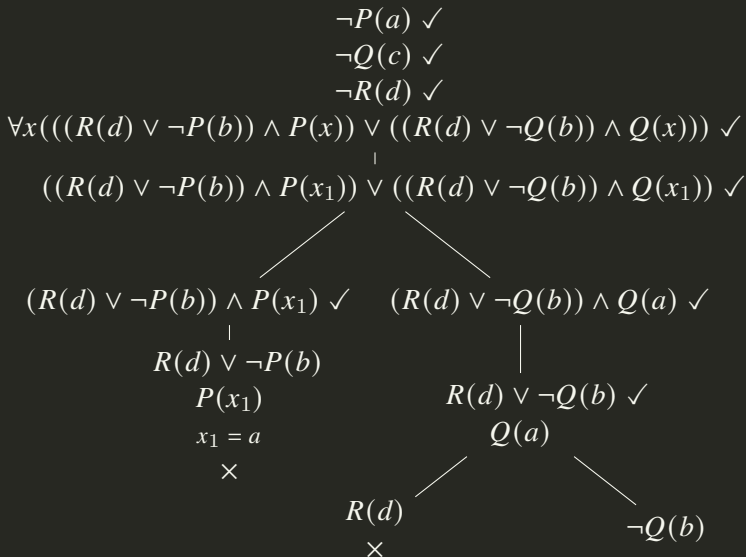 ¬P(a) ✓
¬Q(c) ✓
¬R(d) ✓
∀x(((R(d) ∨ ¬P(b)) ∧ P(x)) ∨ ((R(d) ∨ ¬Q(b)) ∧ Q(x))) ✓
((R(d) ∨ ¬P(b)) ∧ P(x₁)) ∨ ((R(d) ∨ ¬Q(b)) ∧ Q(x₁)) ✓
(R(d) ∨ ¬P(b)) ∧ P(x₁) ✓
(R(d) ∨ ¬Q(b)) ∧ Q(a) ✓
R(d) ∨ ¬P(b)
P(x₁)
x₁ = a
×
R(d) ∨ ¬Q(b) ✓
Q(a)
R(d)
×
¬Q(b)